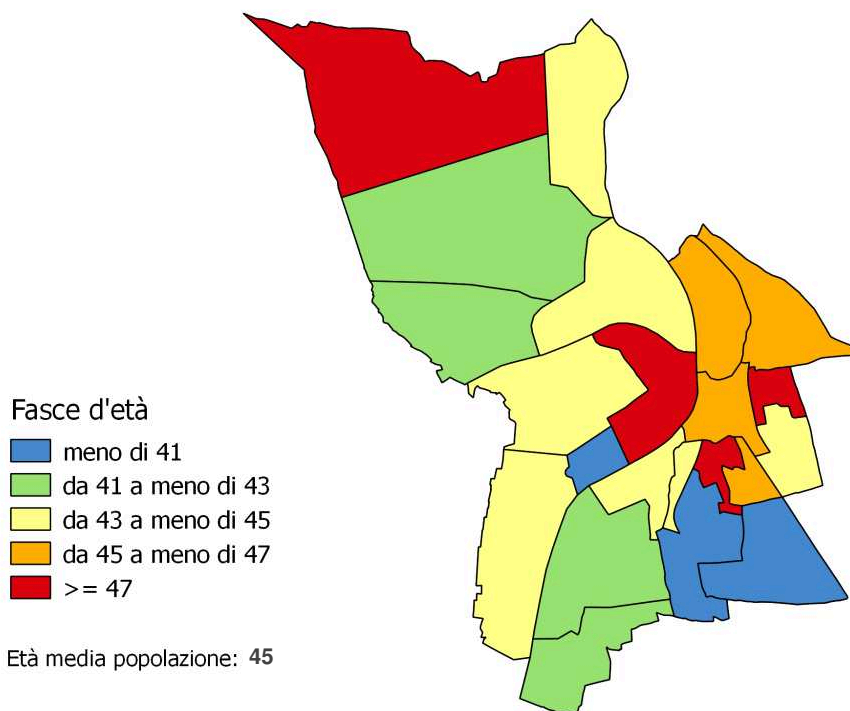 Fasce d'età
meno di 41
da 41 a meno di 43
da 43 a meno di 45
da 45 a meno di 47
>= 47
Età media popolazione: 45